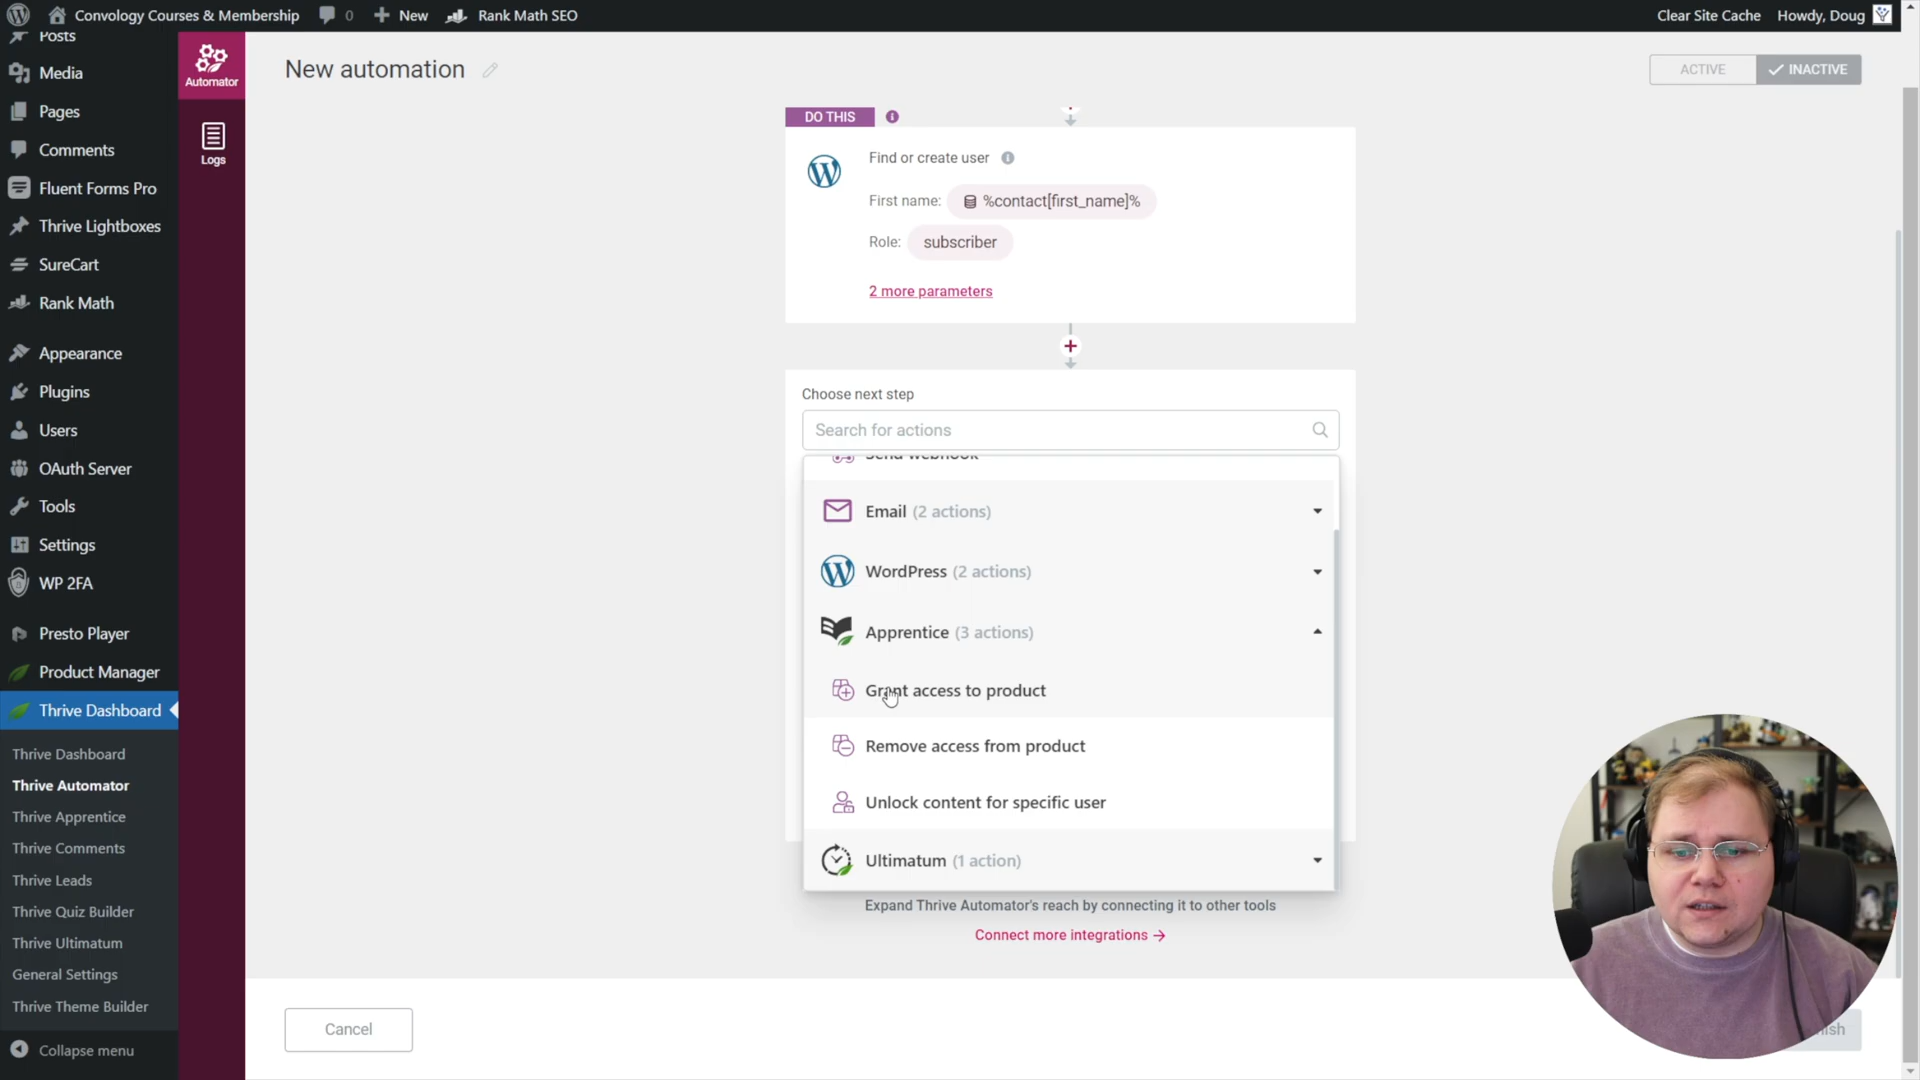 Convology Courses & Membership
0
New
Rank Math SEO
Clear Site Cache
Howdy, Doug
Posts
Media
Pages
Comments
Fluent Forms Pro
Thrive Lightboxes
SureCart
Rank Math
Appearance
Plugins
Users
OAuth Server
Tools
Settings
WP 2FA
Presto Player
Product Manager
Thrive Dashboard
Thrive Dashboard
Thrive Automator
Thrive Apprentice
Thrive Comments
Thrive Leads
Thrive Quiz Builder
Thrive Ultimatum
General Settings
Thrive Theme Builder
Collapse menu
Automator
Logs
New automation
ACTIVE
INACTIVE
DO THIS
Find or create user
First name: %contact[first_name]%
Role: subscriber
2 more parameters
Choose next step
Search for actions
Send webhook
Email (2 actions)
WordPress (2 actions)
Apprentice (3 actions)
Grant access to product
Remove access from product
Unlock content for specific user
Ultimatum (1 action)
Expand Thrive Automator's reach by connecting it to other tools
Connect more integrations →
Cancel